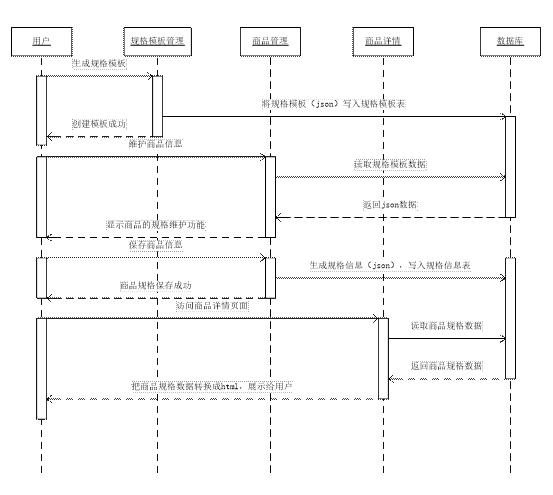 用户
规格模板管理
商品管理
商品详情
数据库
生成规格模板
将规格模板（json）写入规格模板表
创建模板成功
维护商品信息
读取规格模板数据
返回json数据
显示商品的规格维护功能
保存商品信息
生成规格信息（json），写入规格信息表
商品规格保存成功
访问商品详情页面
读取商品规格数据
返回商品规格数据
把商品规格数据转换成html，展示给用户